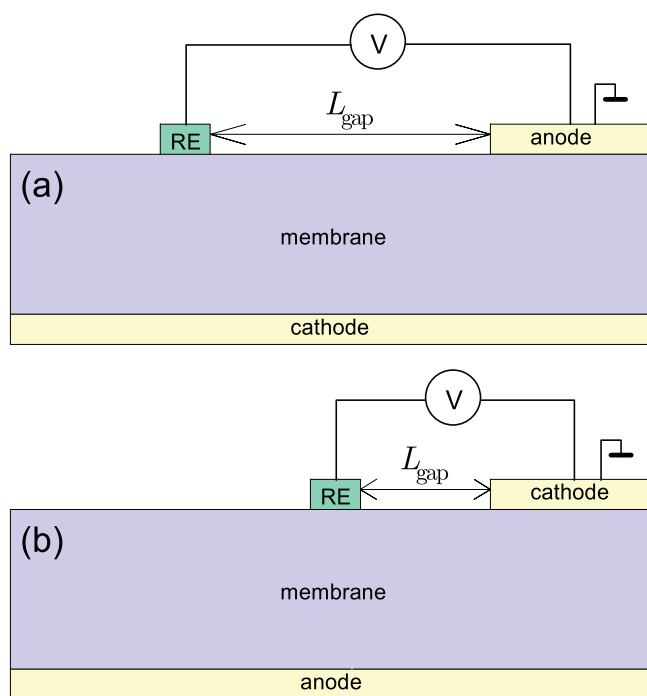 V
L_gap
RE
anode
(a)
membrane
cathode
V
L_gap
RE
cathode
(b)
membrane
anode